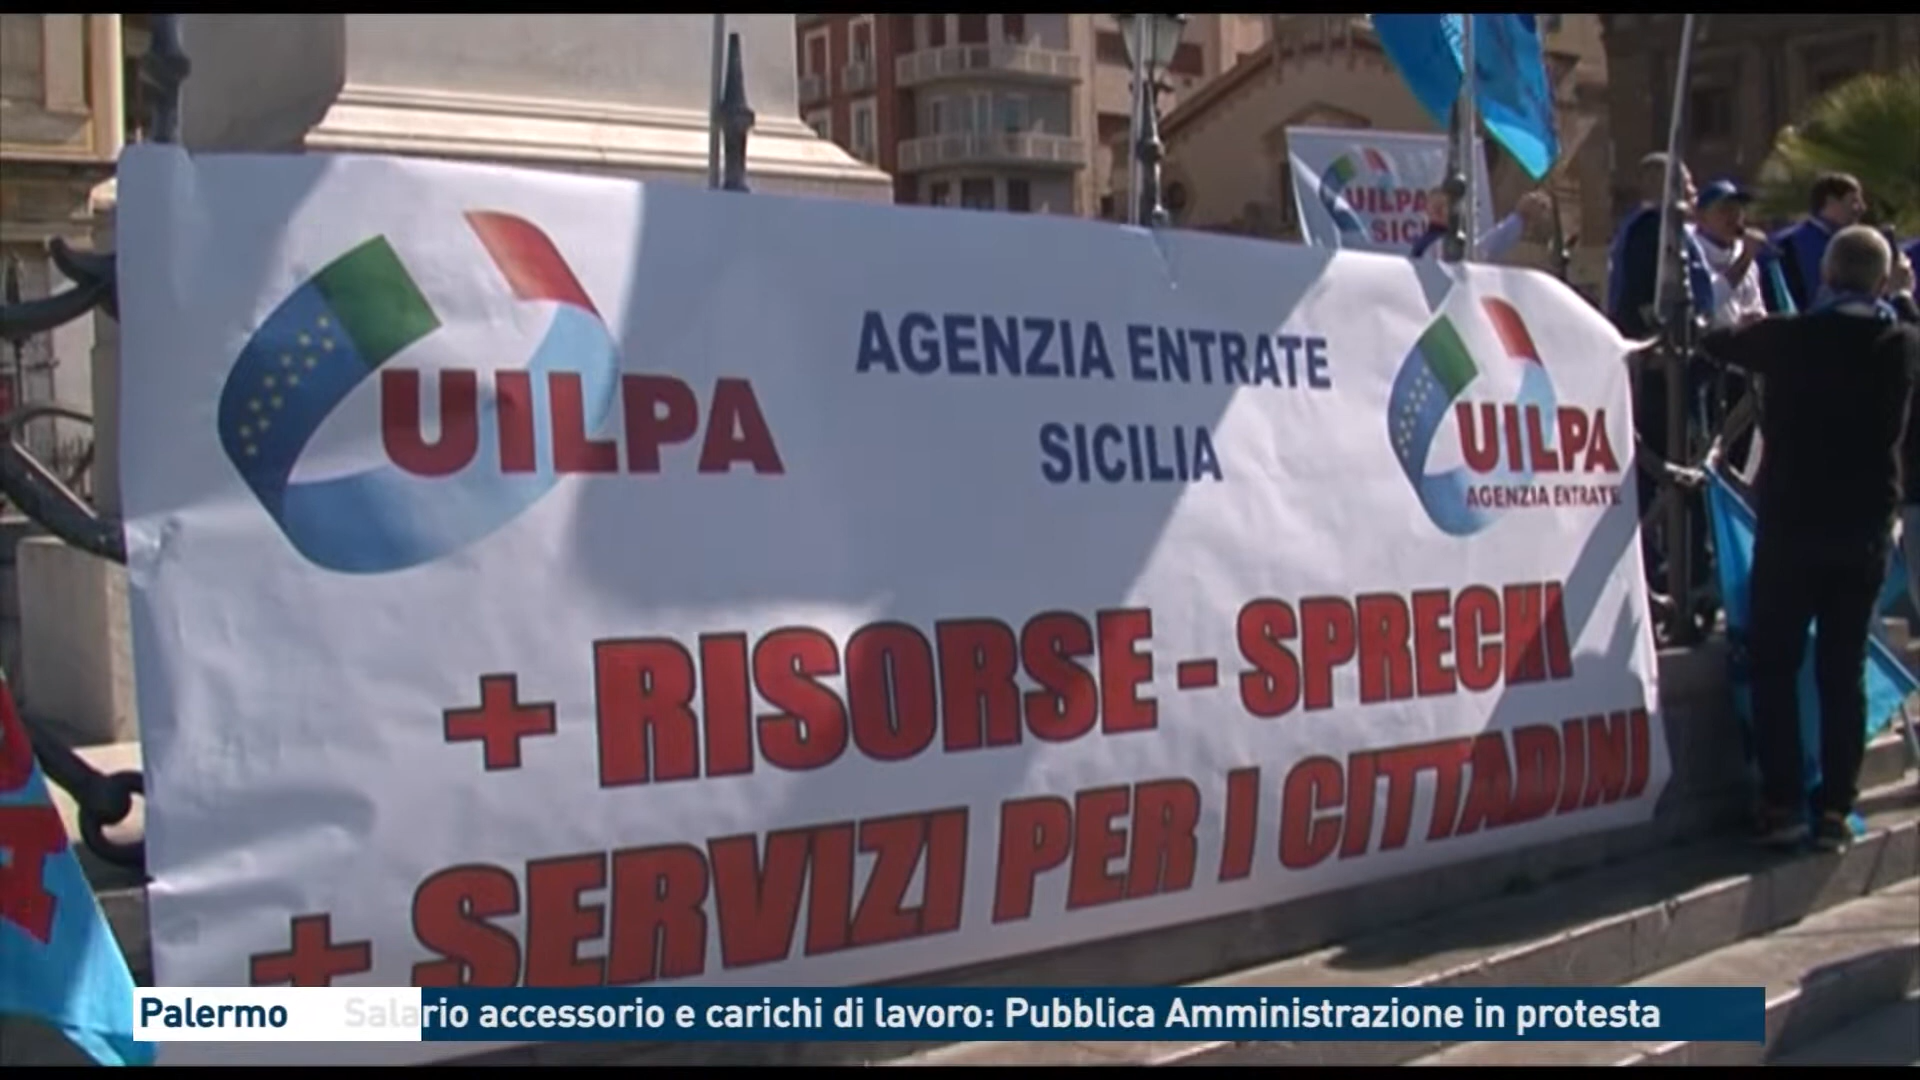 UILPA
SICI
AGENZIA ENTRATE
SICILIA
UILPA
UILPA
AGENZIA ENTRATE
+ RISORSE - SPRECHI
+ SERVIZI PER I CITTADINI
Palermo Salario accessorio e carichi di lavoro: Pubblica Amministrazione in protesta